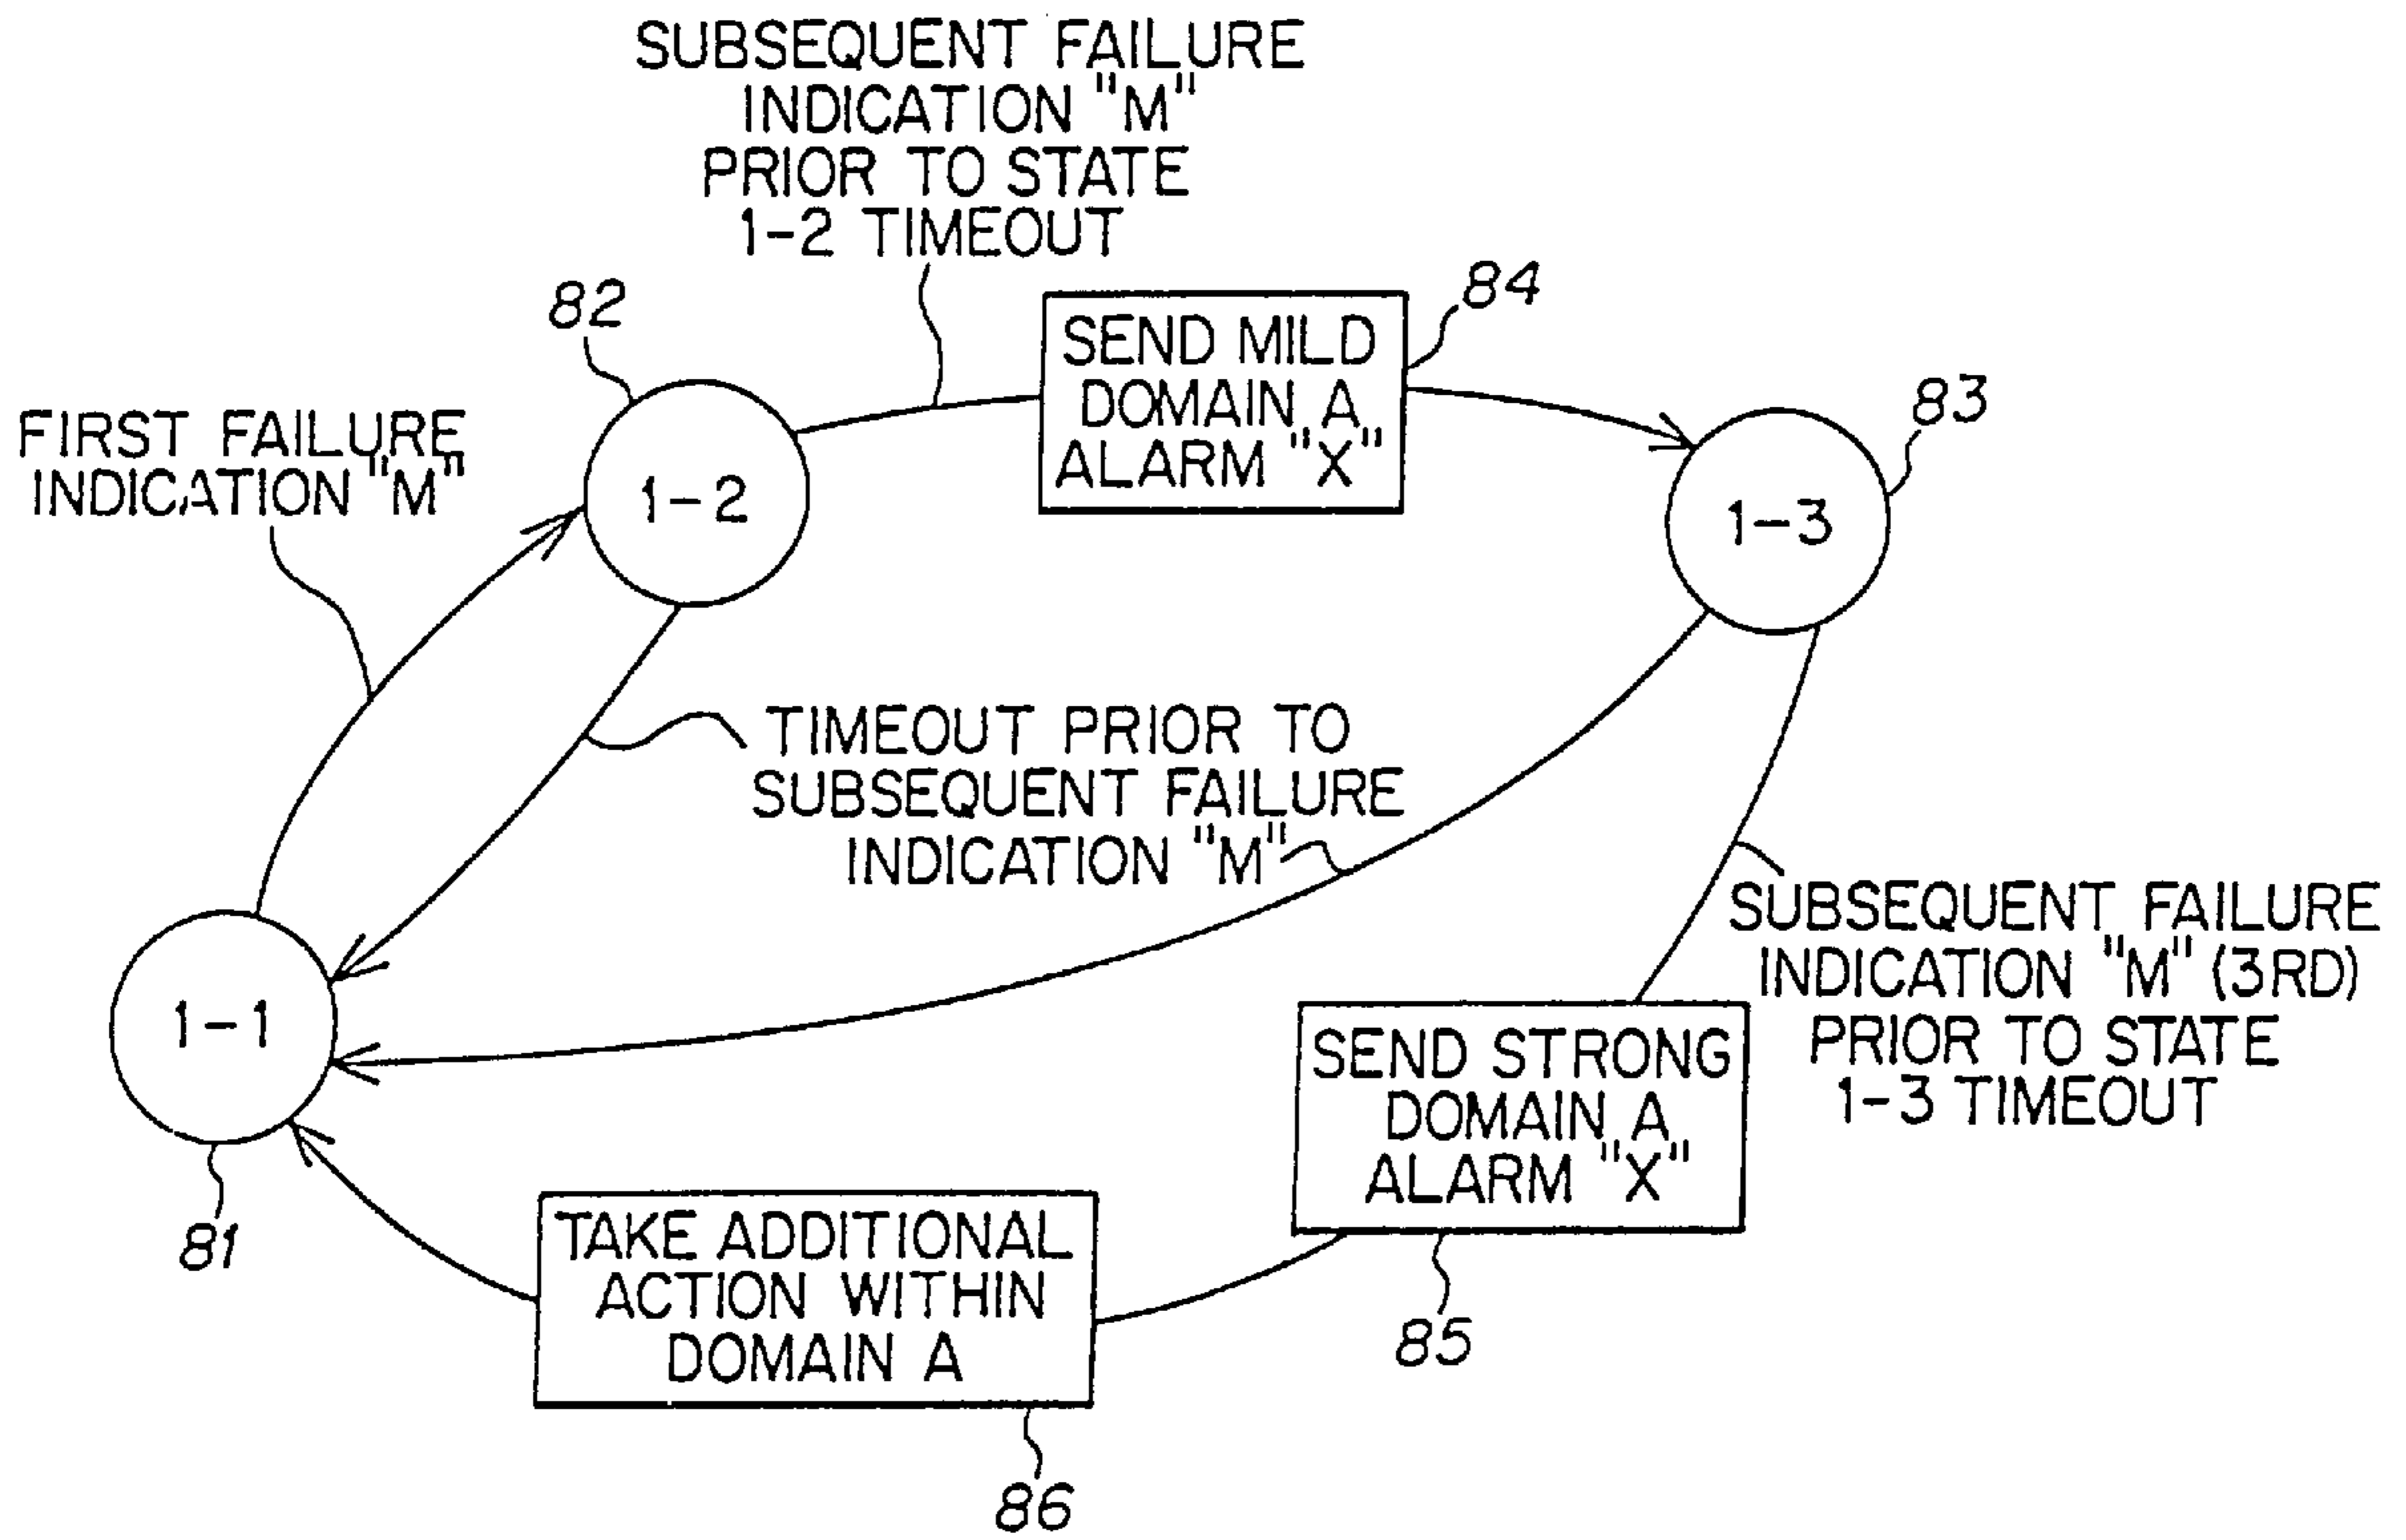 SUBSEQUENT FAILURE
INDICATION "M"
PRIOR TO STATE
1-2 TIMEOUT
82
84
SEND MILD
DOMAIN A
ALARM "X"
83
FIRST FAILURE
INDICATION "M"
1-2
1-3
TIMEOUT PRIOR TO
SUBSEQUENT FAILURE
INDICATION "M"
SUBSEQUENT FAILURE
INDICATION "M" (3RD)
PRIOR TO STATE
1-3 TIMEOUT
1-1
SEND STRONG
DOMAIN A
ALARM "X"
81
TAKE ADDITIONAL
ACTION WITHIN
DOMAIN A
85
86